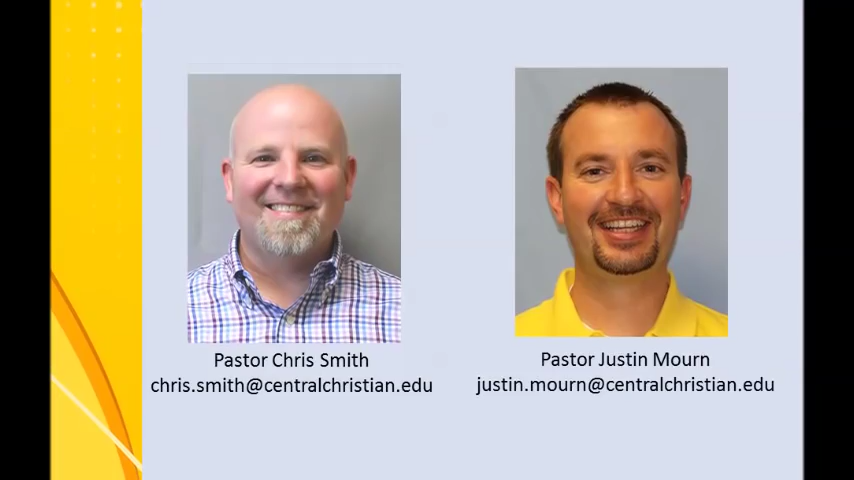 Pastor Chris Smith
chris.smith@centralchristian.edu
Pastor Justin Mourn
justin.mourn@centralchristian.edu